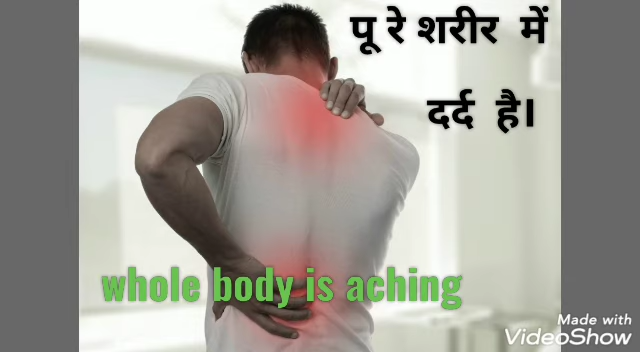 पू रे शरीर में
दर्द है।
whole body is aching
Made with
VideoShow